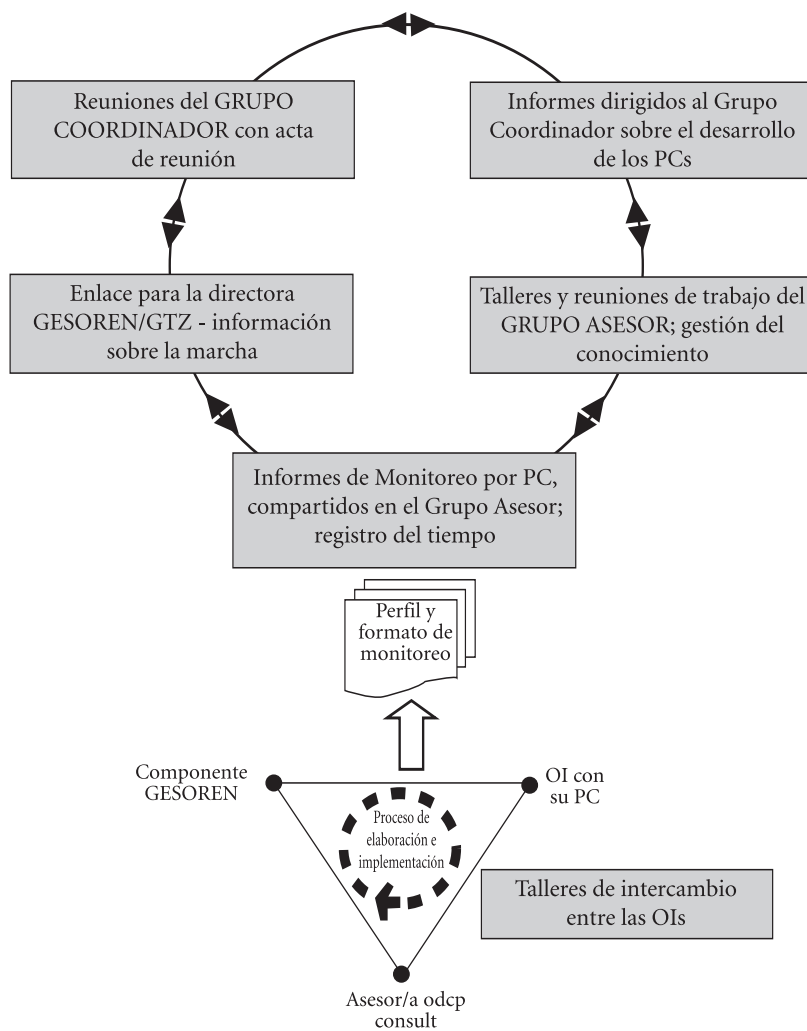 Reuniones del GRUPO
COORDINADOR con acta
de reunión
Informes dirigidos al Grupo
Coordinador sobre el desarrollo
de los PCs
Enlace para la directora
GESOREN/GTZ - información
sobre la marcha
Talleres y reuniones de trabajo del
GRUPO ASESOR; gestión del
conocimiento
Informes de Monitoreo por PC,
compartidos en el Grupo Asesor;
registro del tiempo
Perfil y
formato de
monitoreo
Componente
GESOREN
OI con
su PC
Proceso de
elaboración e
implementación
Talleres de intercambio
entre las OIs
Asesor/a odcp
consult